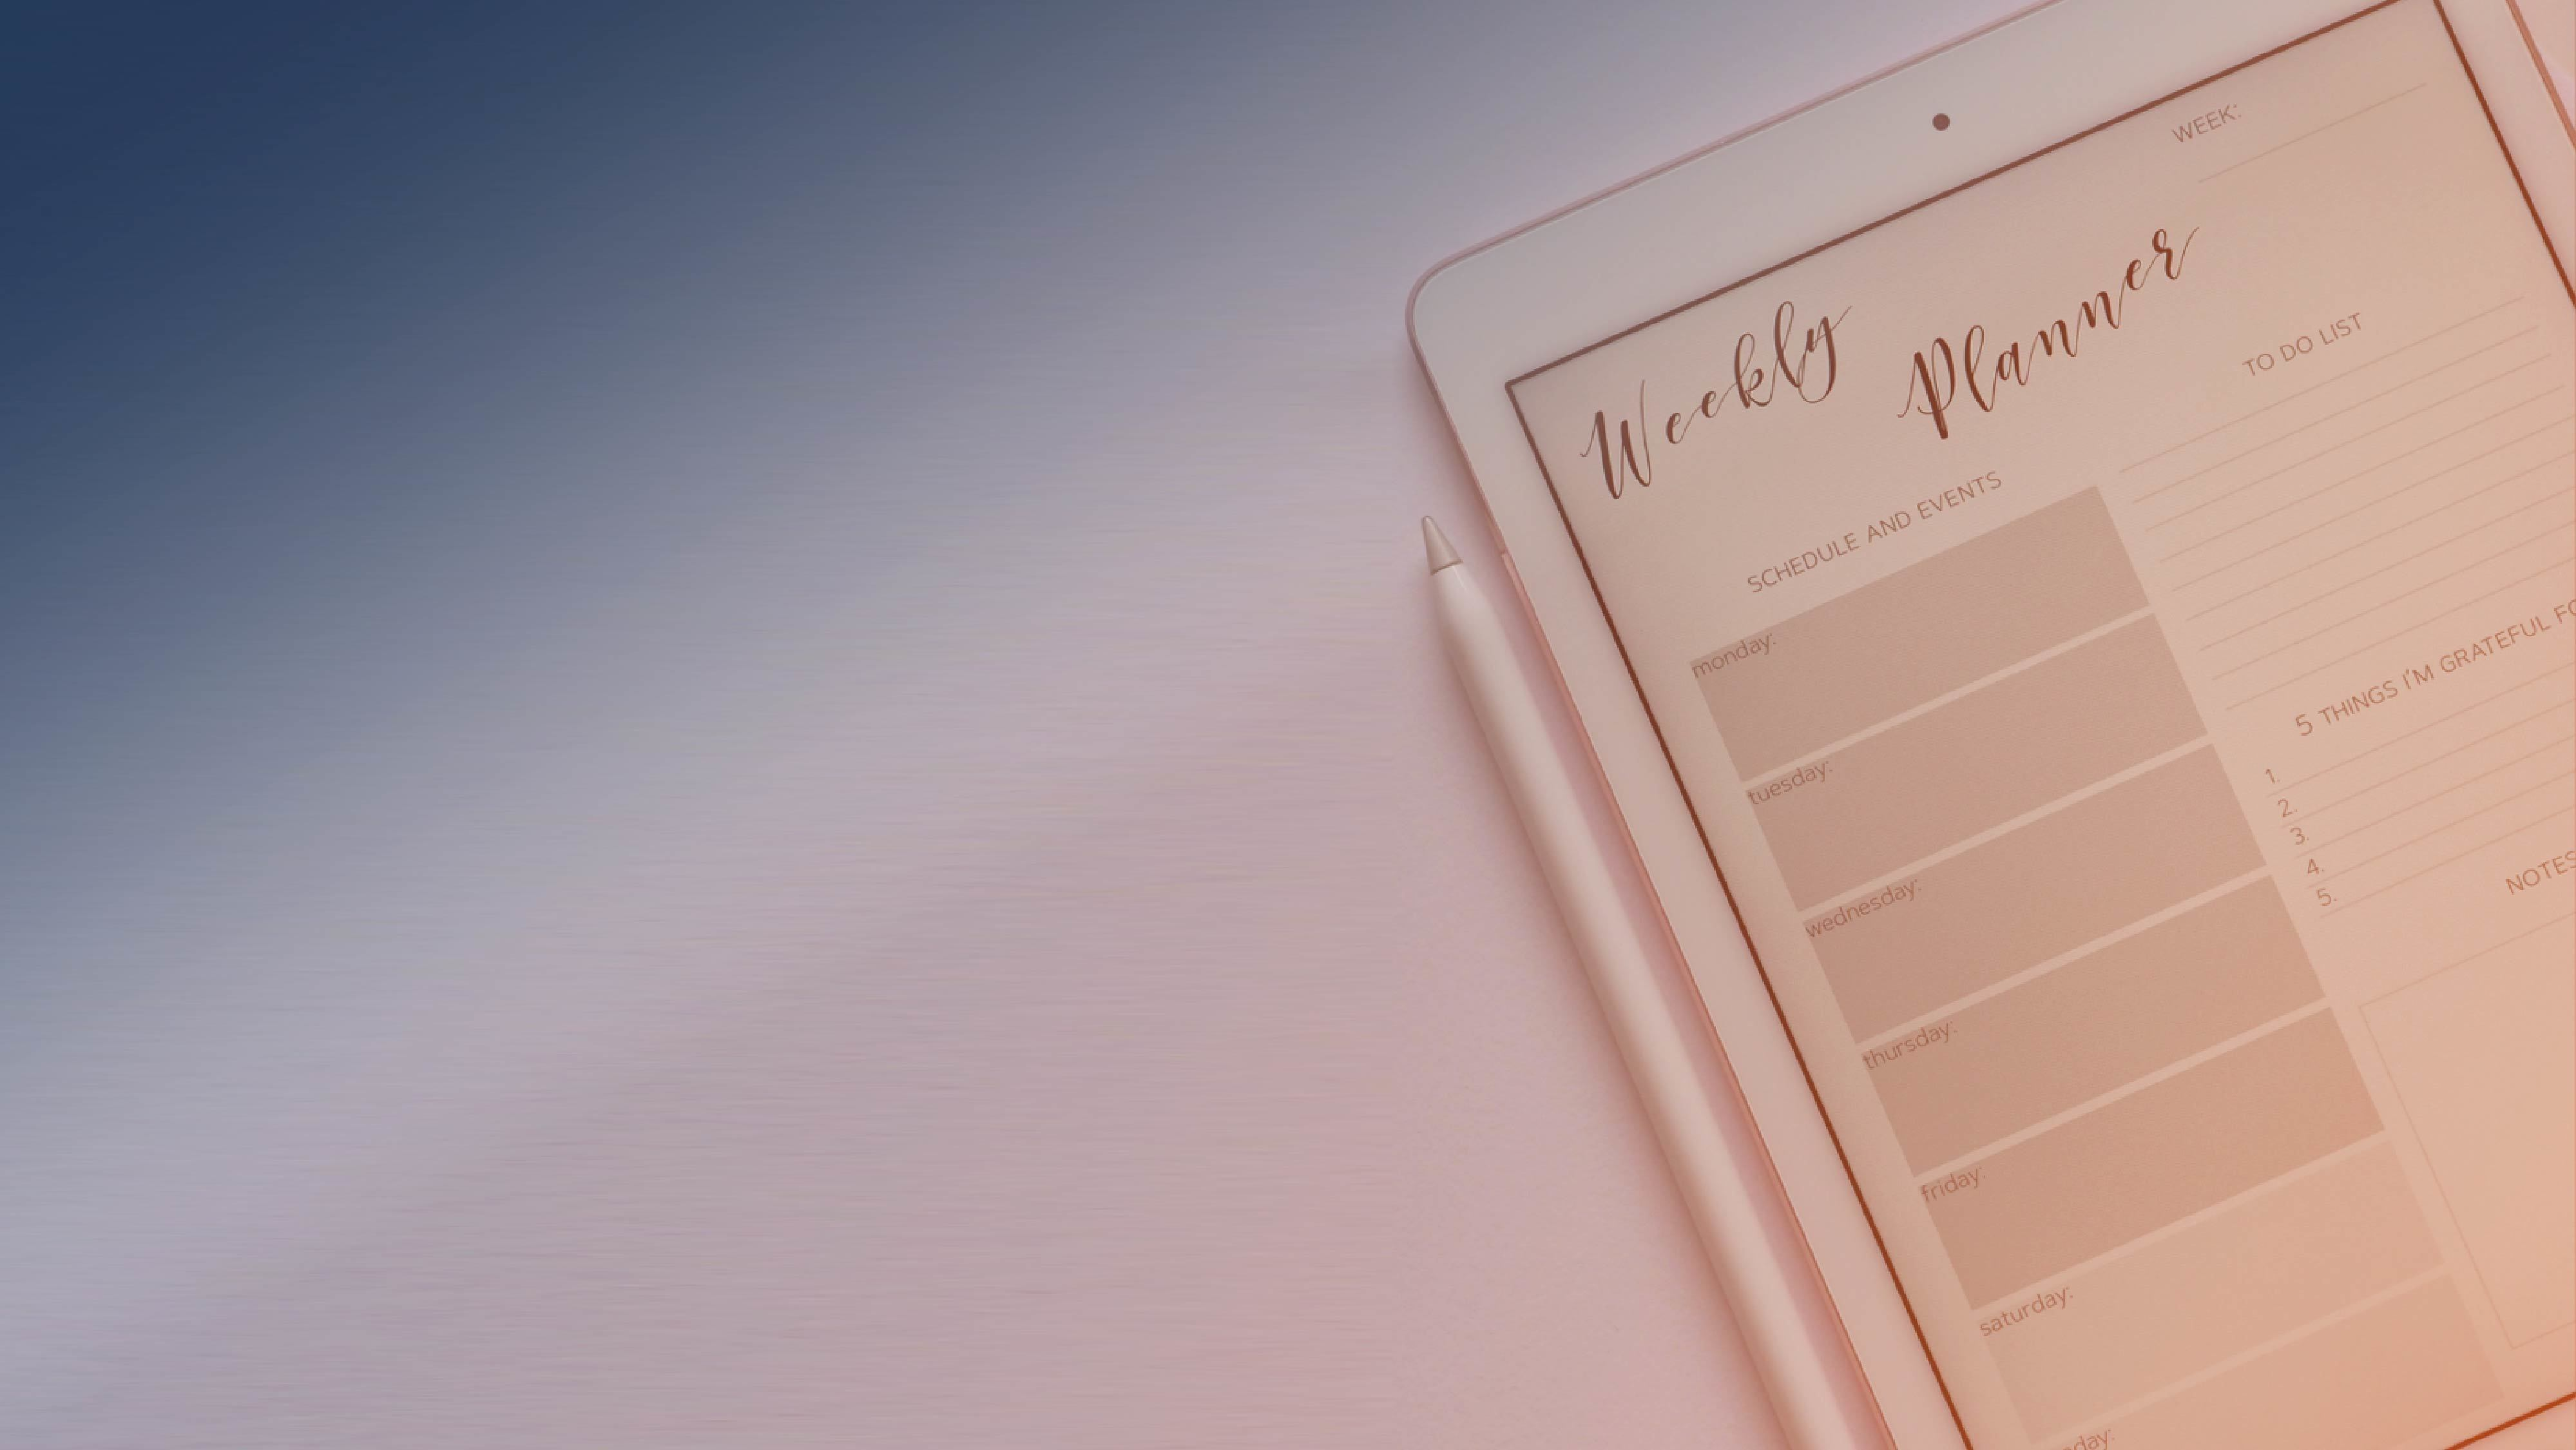 WEEK:
Weekly Planner
SCHEDULE AND EVENTS
monday:
tuesday:
wednesday:
thursday:
friday:
saturday:
TO DO LIST
5 THINGS I'M GRATEFUL
1.
2.
3.
4.
5.
NOTES